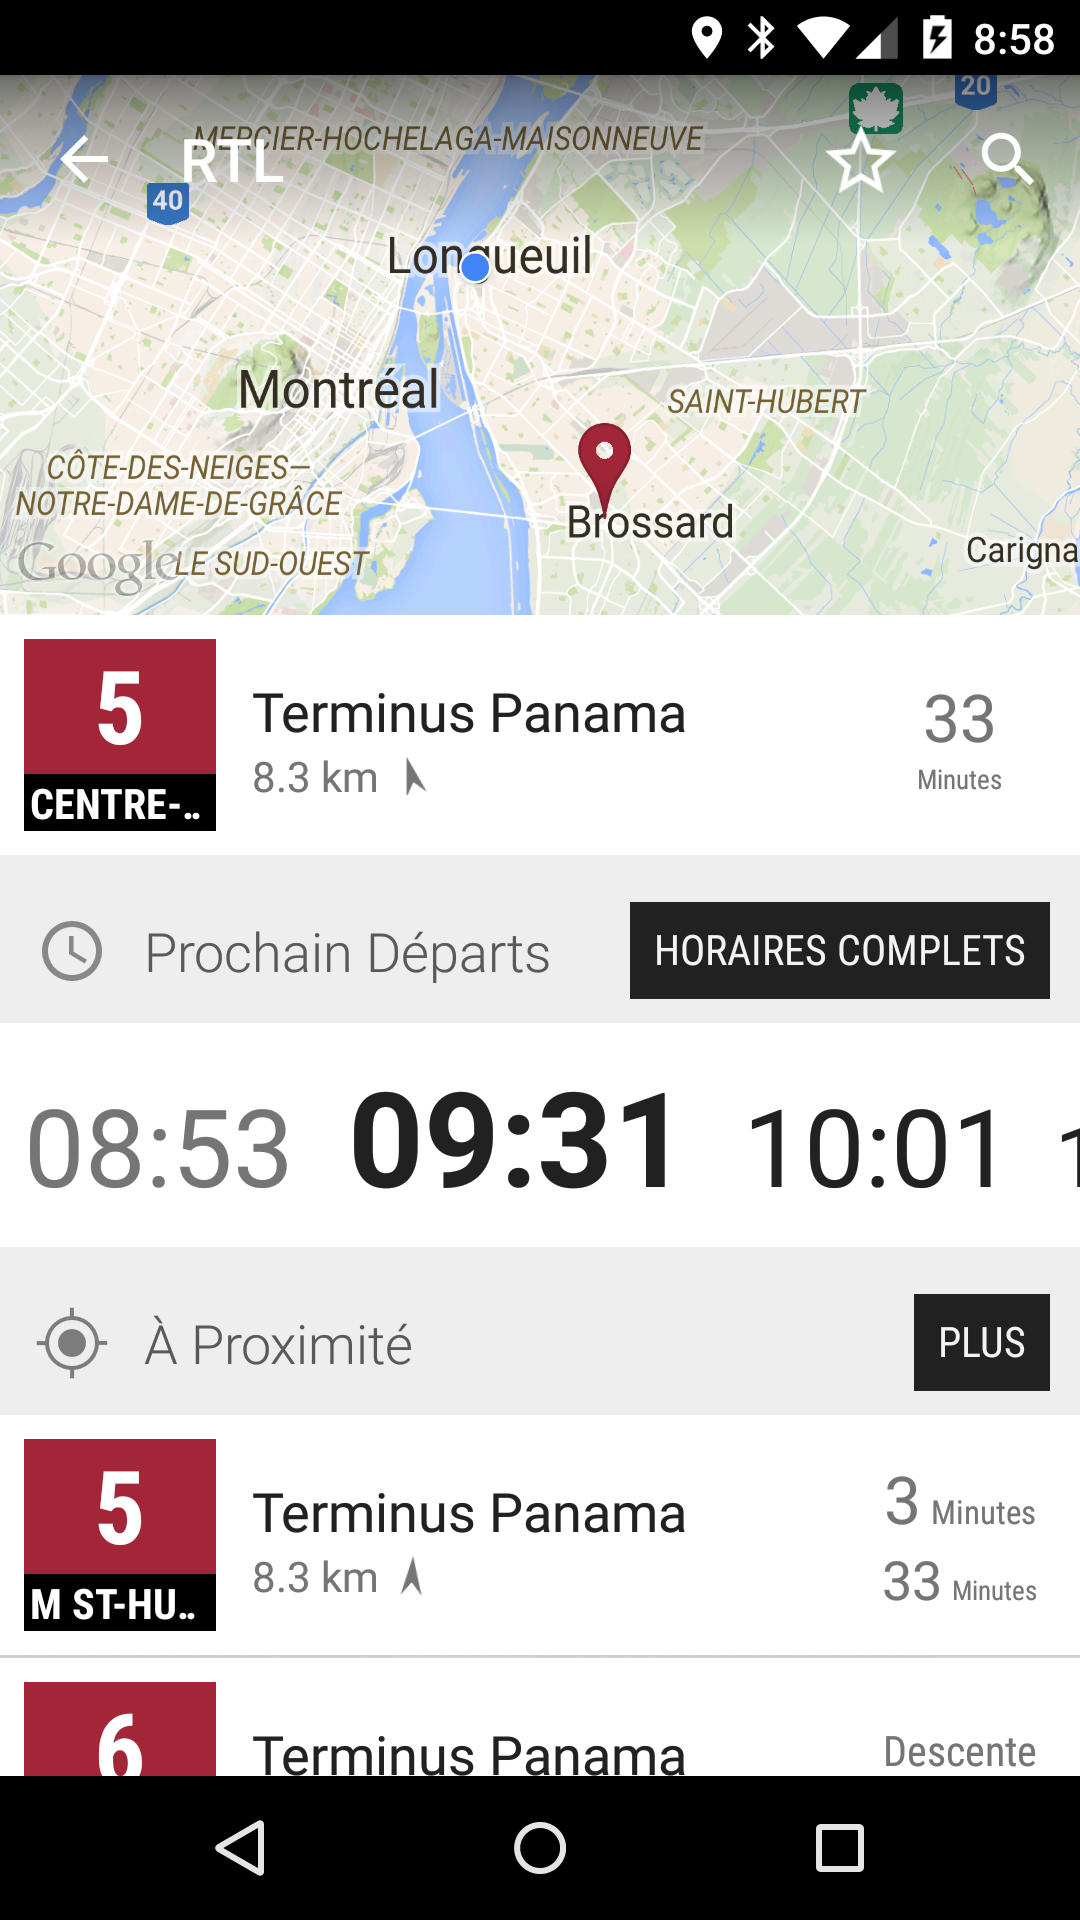 8:58
20
MERCIER-HOCHELAGA-MAISONNEUVE
RTL
40
Longueuil
Montréal
SAINT-HUBERT
CÔTE-DES-NEIGES—
NOTRE-DAME-DE-GRÂCE
Brossard
Google
LE SUD-OUEST
Carigna
5
CENTRE-..
Terminus Panama
8.3 km
33
Minutes
Prochain Départs
HORAIRES COMPLETS
08:53
09:31
10:01
1
À Proximité
PLUS
5
M ST-HU..
Terminus Panama
8.3 km
3 Minutes
33 Minutes
6
Terminus Panama
Descente